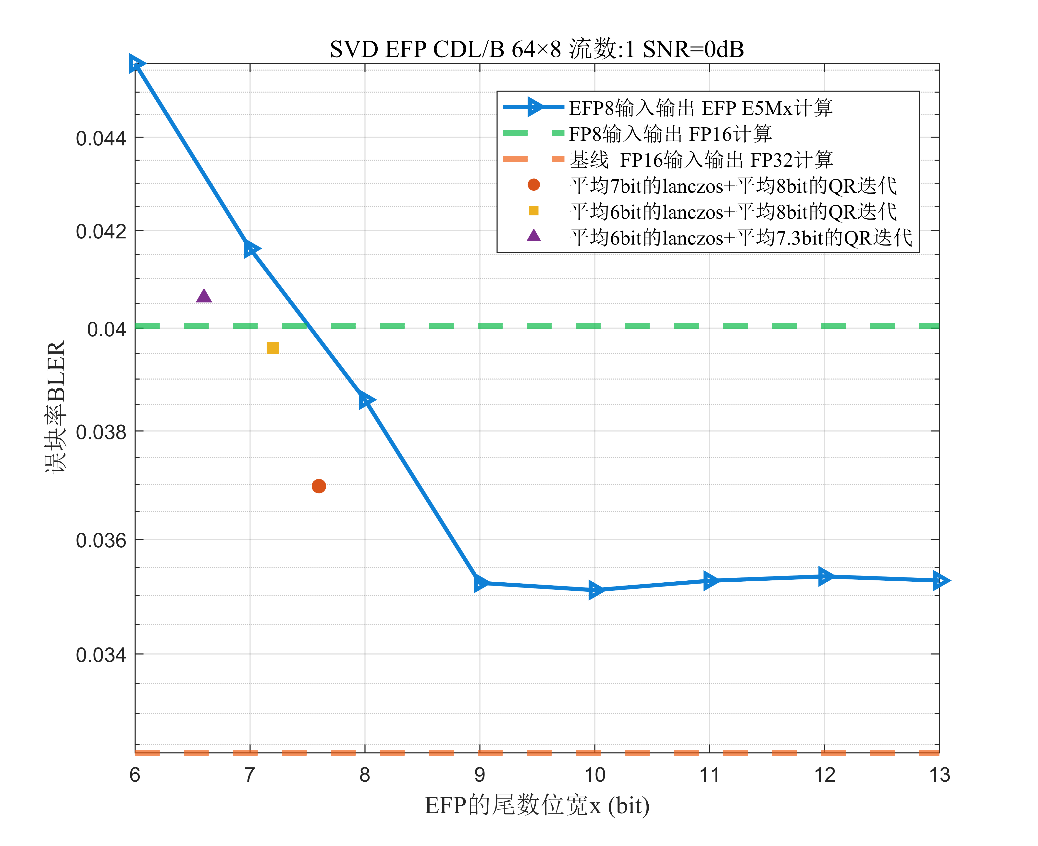 SVD EFP CDL/B 64×8 流数:1 SNR=0dB
EFP8输入输出 EFP E5Mx计算
FP8输入输出 FP16计算
基线 FP16输入输出 FP32计算
平均7bit的lanczos+平均8bit的QR迭代
平均6bit的lanczos+平均8bit的QR迭代
平均6bit的lanczos+平均7.3bit的QR迭代
误块率BLER
0.044
0.042
0.04
0.038
0.036
0.034
6 7 8 9 10 11 12 13
EFP的尾数位宽x (bit)